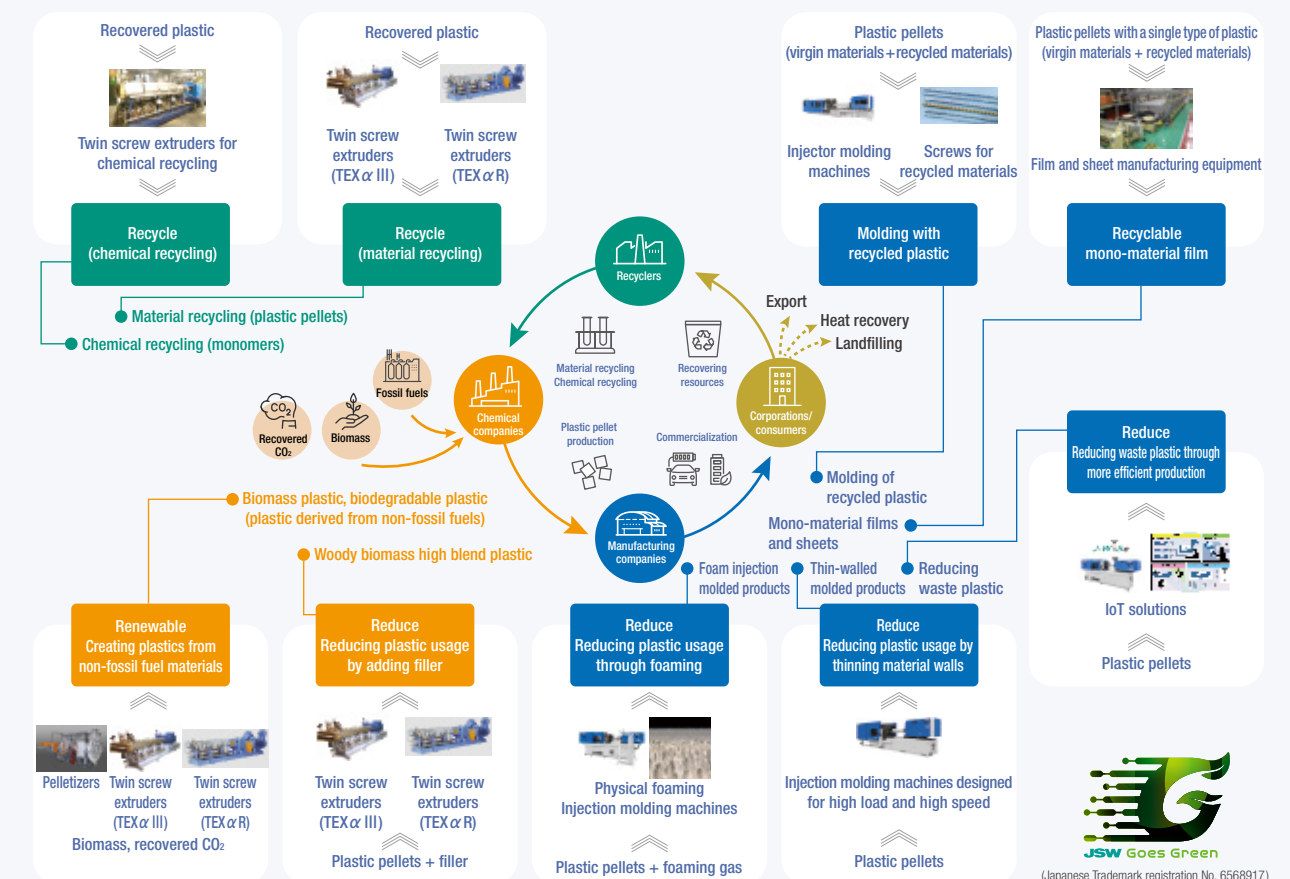 Recovered plastic
Twin screw extruders for
chemical recycling
Recycle
(chemical recycling)
Recovered plastic
Twin screw
extruders
(TEXαIII)
Twin screw
extruders
(TEXαR)
Recycle
(material recycling)
Plastic pellets
(virgin materials+recycled materials)
Injector molding
machines
Screws for
recycled materials
Molding with
recycled plastic
Plastic pellets with a single type of plastic
(virgin materials + recycled materials)
Film and sheet manufacturing equipment
Recyclable
mono-material film
Material recycling (plastic pellets)
Chemical recycling (monomers)
Recyclers
Export
Heat recovery
Landfilling
Material recycling
Chemical recycling
Recovering
resources
Fossil fuels
CO2
Recovered
CO2
Biomass
Chemical
companies
Corporations/
consumers
Plastic pellet
production
Commercialization
Manufacturing
companies
Biomass plastic, biodegradable plastic
(plastic derived from non-fossil fuels)
Woody biomass high blend plastic
Molding of
recycled plastic
Mono-material films
and sheets
Foam injection
molded products
Thin-walled
molded products
Reducing
waste plastic
Reduce
Reducing waste plastic through
more efficient production
IoT solutions
Plastic pellets
Renewable
Creating plastics from
non-fossil fuel materials
Pelletizers
Twin screw
extruders
(TEXαIII)
Twin screw
extruders
(TEXαR)
Biomass, recovered CO2
Reduce
Reducing plastic usage
by adding filler
Twin screw
extruders
(TEXαIII)
Twin screw
extruders
(TEXαR)
Plastic pellets + filler
Reduce
Reducing plastic usage
through foaming
Physical foaming
Injection molding machines
Plastic pellets + foaming gas
Reduce
Reducing plastic usage by
thinning material walls
Injection molding machines designed
for high load and high speed
Plastic pellets
JSW Goes Green
(Japanese Trademark registration No. 6568917)